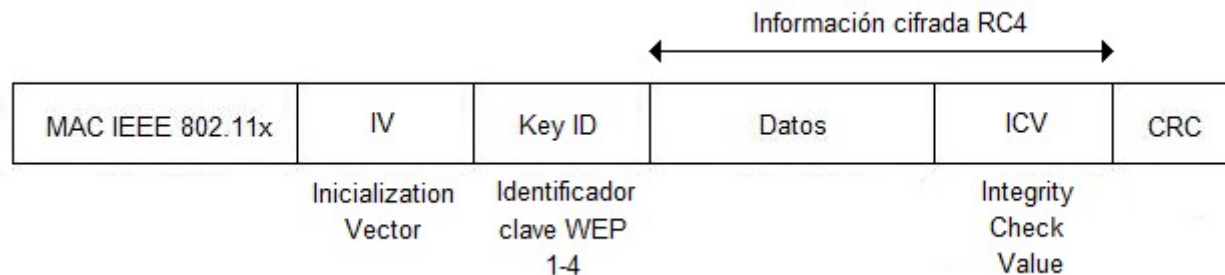 Información cifrada RC4
MAC IEEE 802.11x
IV
Key ID
Datos
ICV
CRC
Inicialization
Vector
Identificador
clave WEP
1-4
Integrity
Check
Value